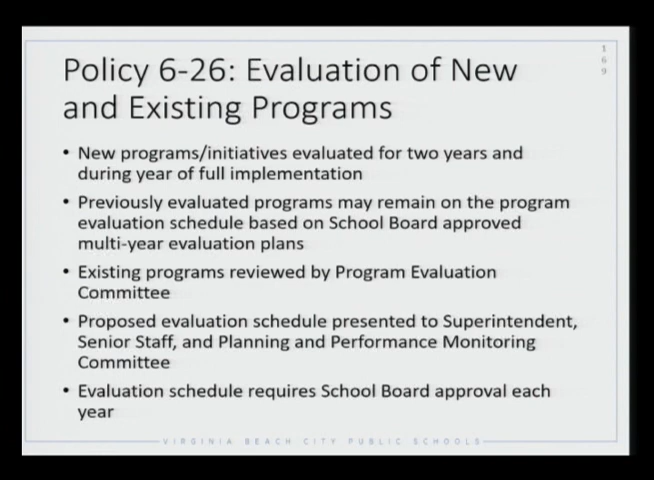 Policy 6-26: Evaluation of New
and Existing Programs
169
• New programs/initiatives evaluated for two years and
during year of full implementation
• Previously evaluated programs may remain on the program
evaluation schedule based on School Board approved
multi-year evaluation plans
• Existing programs reviewed by Program Evaluation
Committee
• Proposed evaluation schedule presented to Superintendent,
Senior Staff, and Planning and Performance Monitoring
Committee
• Evaluation schedule requires School Board approval each
year
VIRGINIA BEACH CITY PUBLIC SCHOOLS